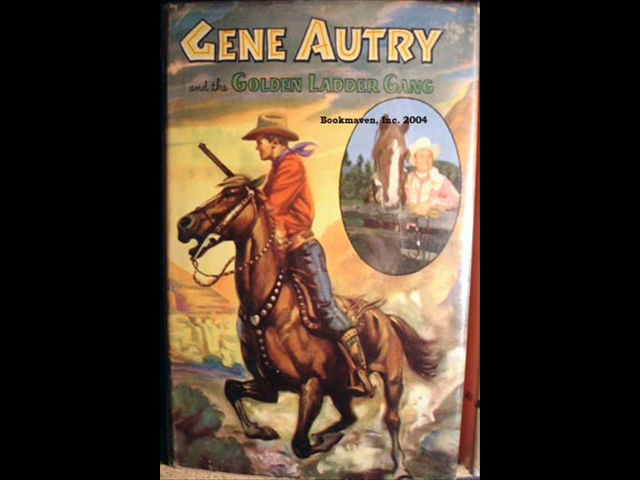 GENE AUTRY
and the GOLDEN LADDER GANG
Bookmaven, Inc. 2004